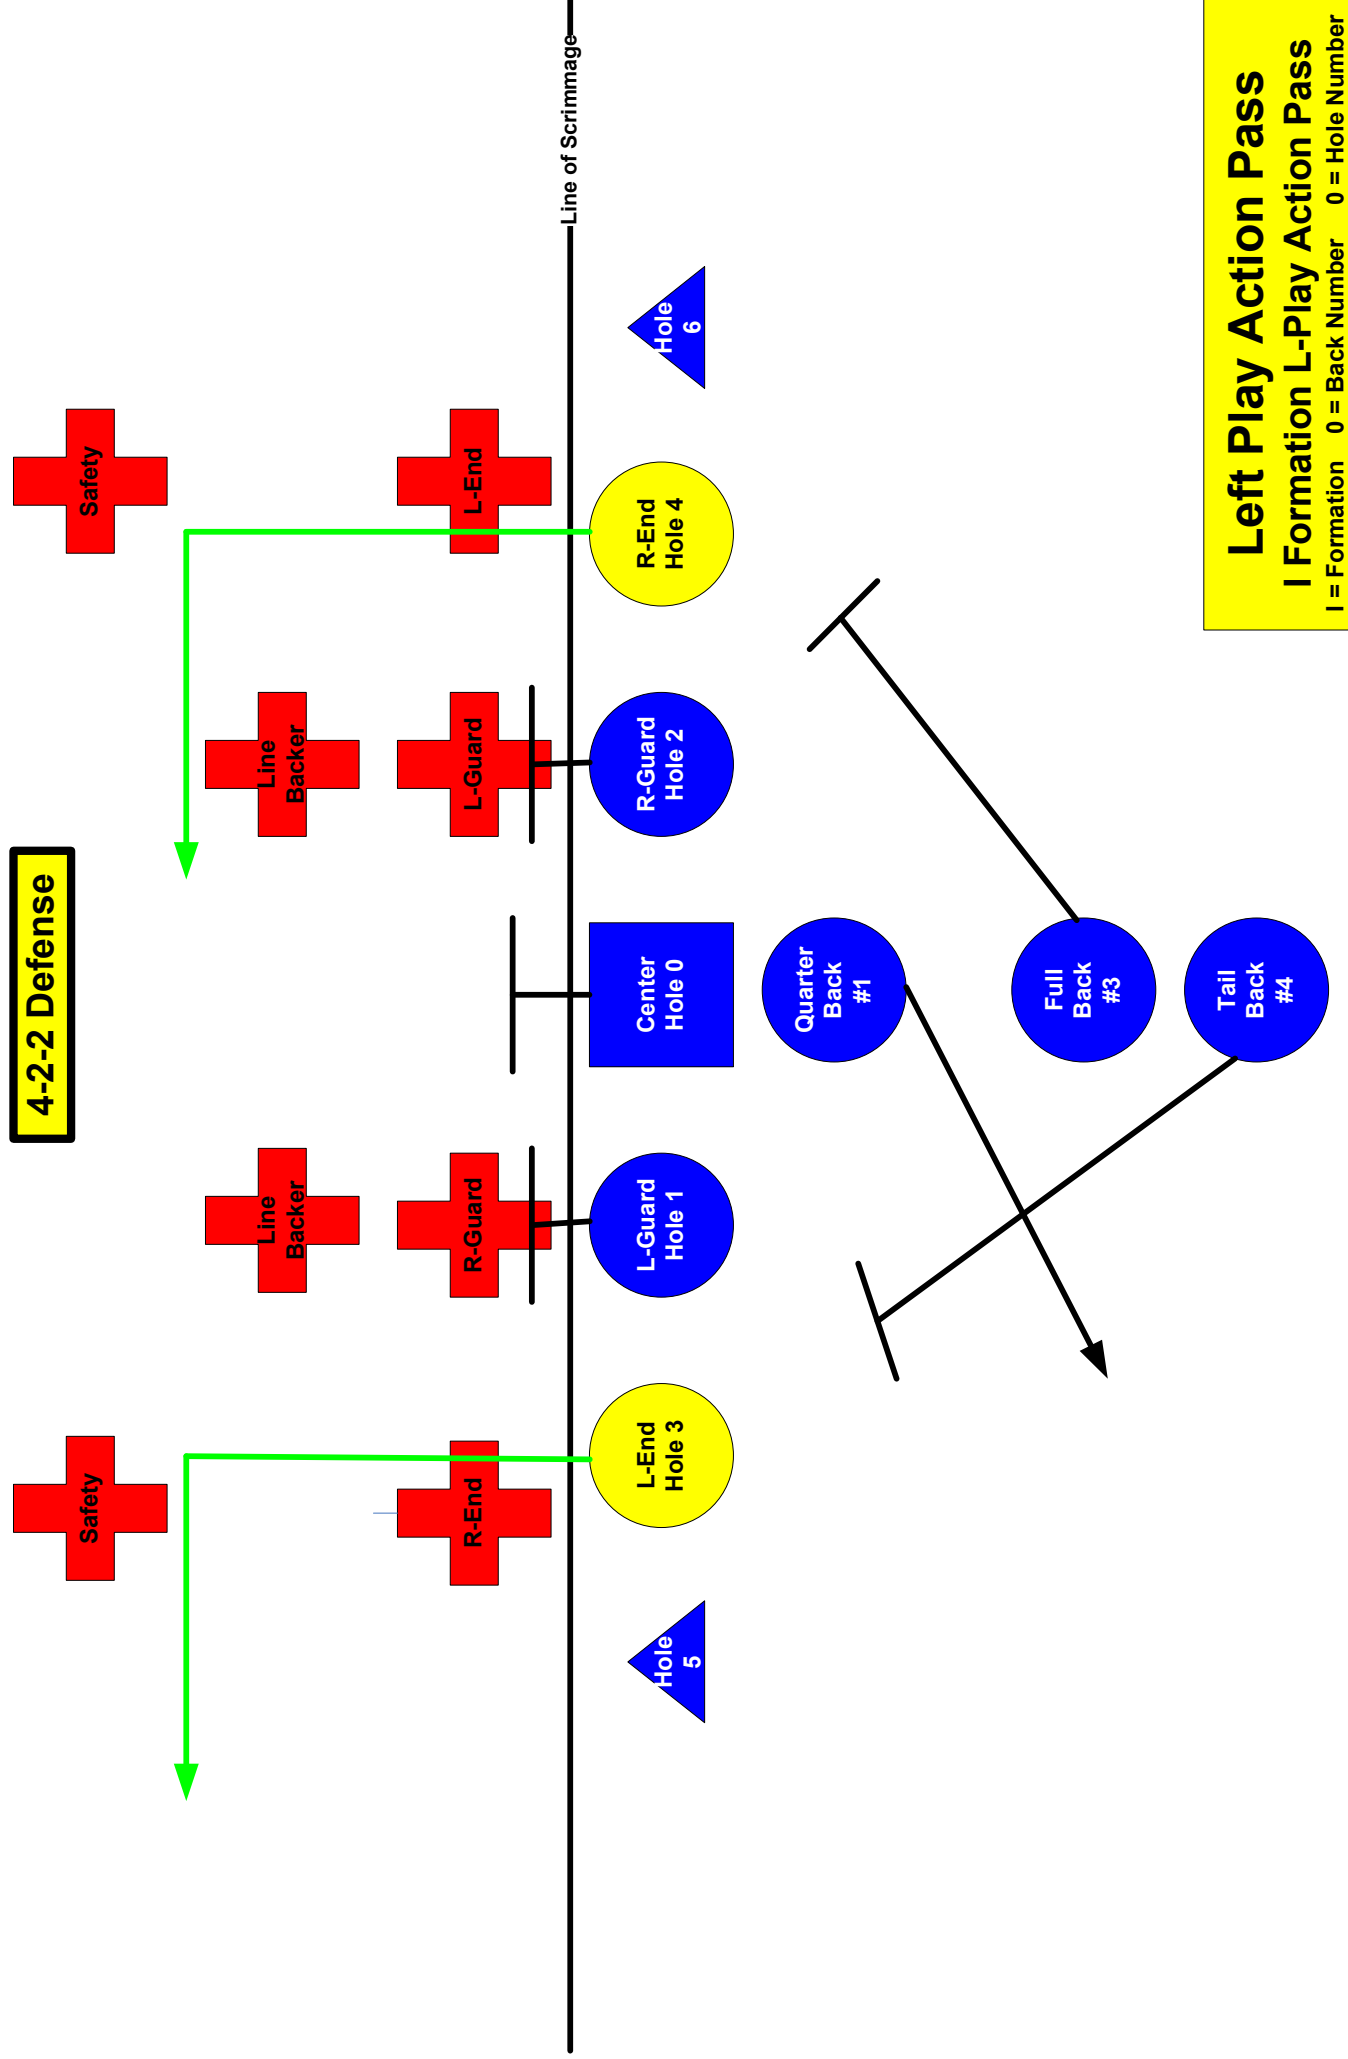 4-2-2 Defense
Safety
Safety
Line
Backer
Line
Backer
R-End
R-Guard
L-Guard
L-End
Line of Scrimmage
Hole
5
L-End
Hole 3
L-Guard
Hole 1
Center
Hole 0
R-Guard
Hole 2
R-End
Hole 4
Hole
6
Quarter
Back
#1
Full
Back
#3
Tail
Back
#4
Left Play Action Pass
I Formation L-Play Action Pass
I = Formation 0 = Back Number 0 = Hole Number